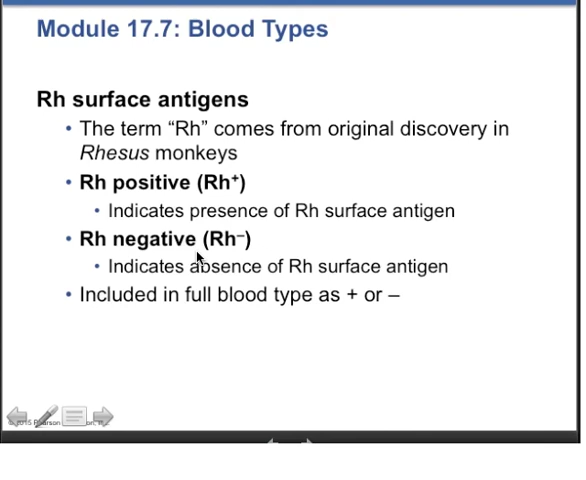 Module 17.7: Blood Types
Rh surface antigens
• The term “Rh” comes from original discovery in
Rhesus monkeys
• Rh positive (Rh⁺)
• Indicates presence of Rh surface antigen
• Rh negative (Rh⁻)
• Indicates absence of Rh surface antigen
• Included in full blood type as + or –
© 2015 Pearson